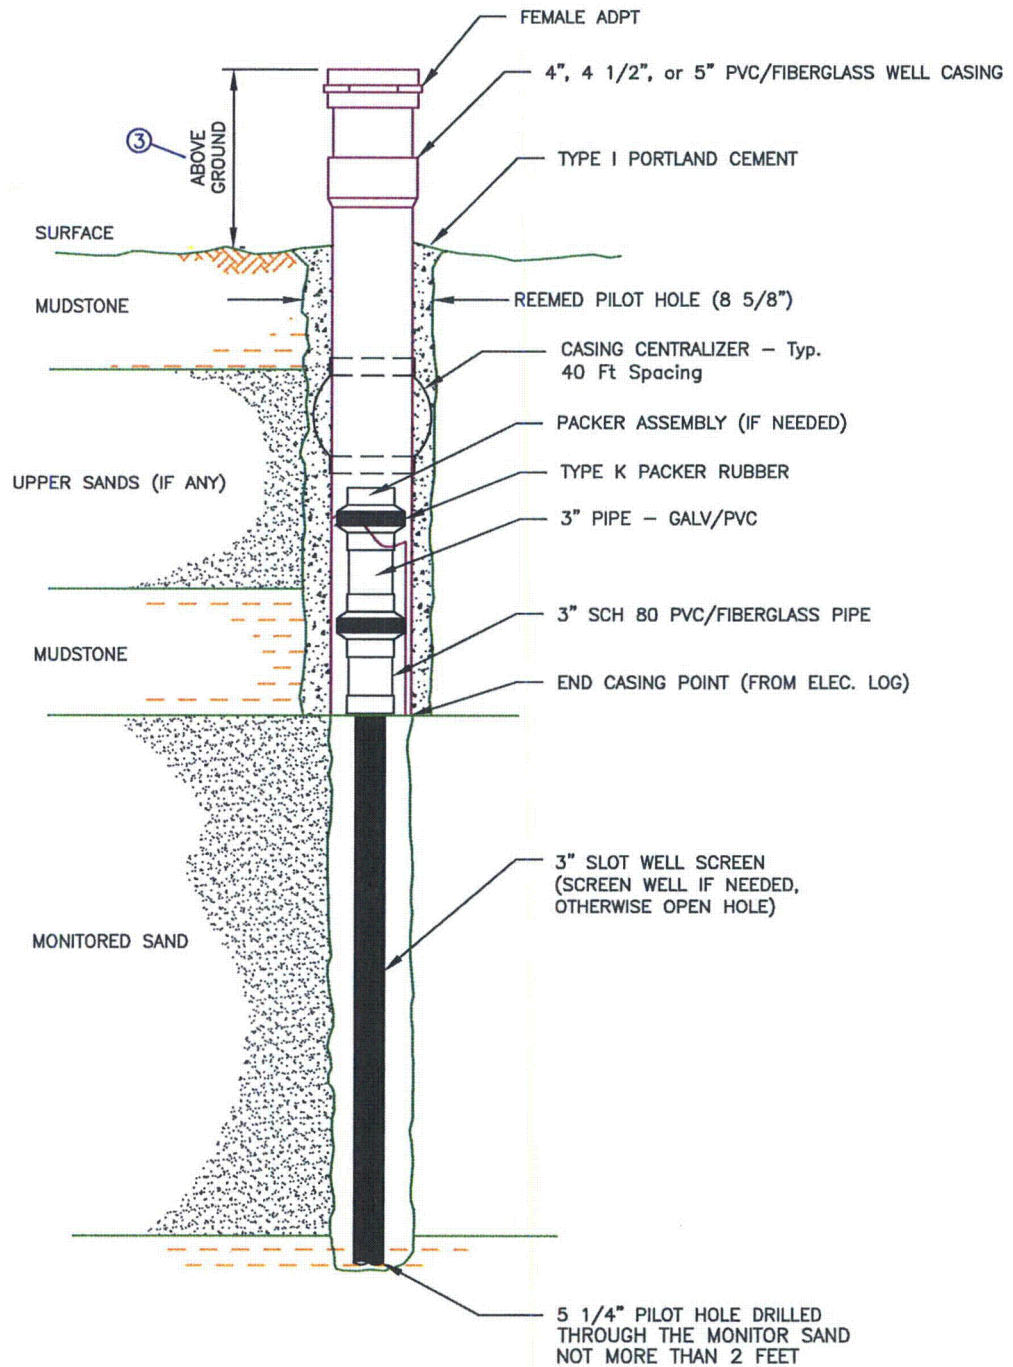 FEMALE ADPT
4", 4 1/2", or 5" PVC/FIBERGLASS WELL CASING
3
ABOVE
GROUND
TYPE I PORTLAND CEMENT
SURFACE
MUDSTONE
REEMED PILOT HOLE (8 5/8")
CASING CENTRALIZER – Typ.
40 Ft Spacing
PACKER ASSEMBLY (IF NEEDED)
TYPE K PACKER RUBBER
UPPER SANDS (IF ANY)
3" PIPE – GALV/PVC
3" SCH 80 PVC/FIBERGLASS PIPE
MUDSTONE
END CASING POINT (FROM ELEC. LOG)
3" SLOT WELL SCREEN
(SCREEN WELL IF NEEDED,
OTHERWISE OPEN HOLE)
MONITORED SAND
5 1/4" PILOT HOLE DRILLED
THROUGH THE MONITOR SAND
NOT MORE THAN 2 FEET